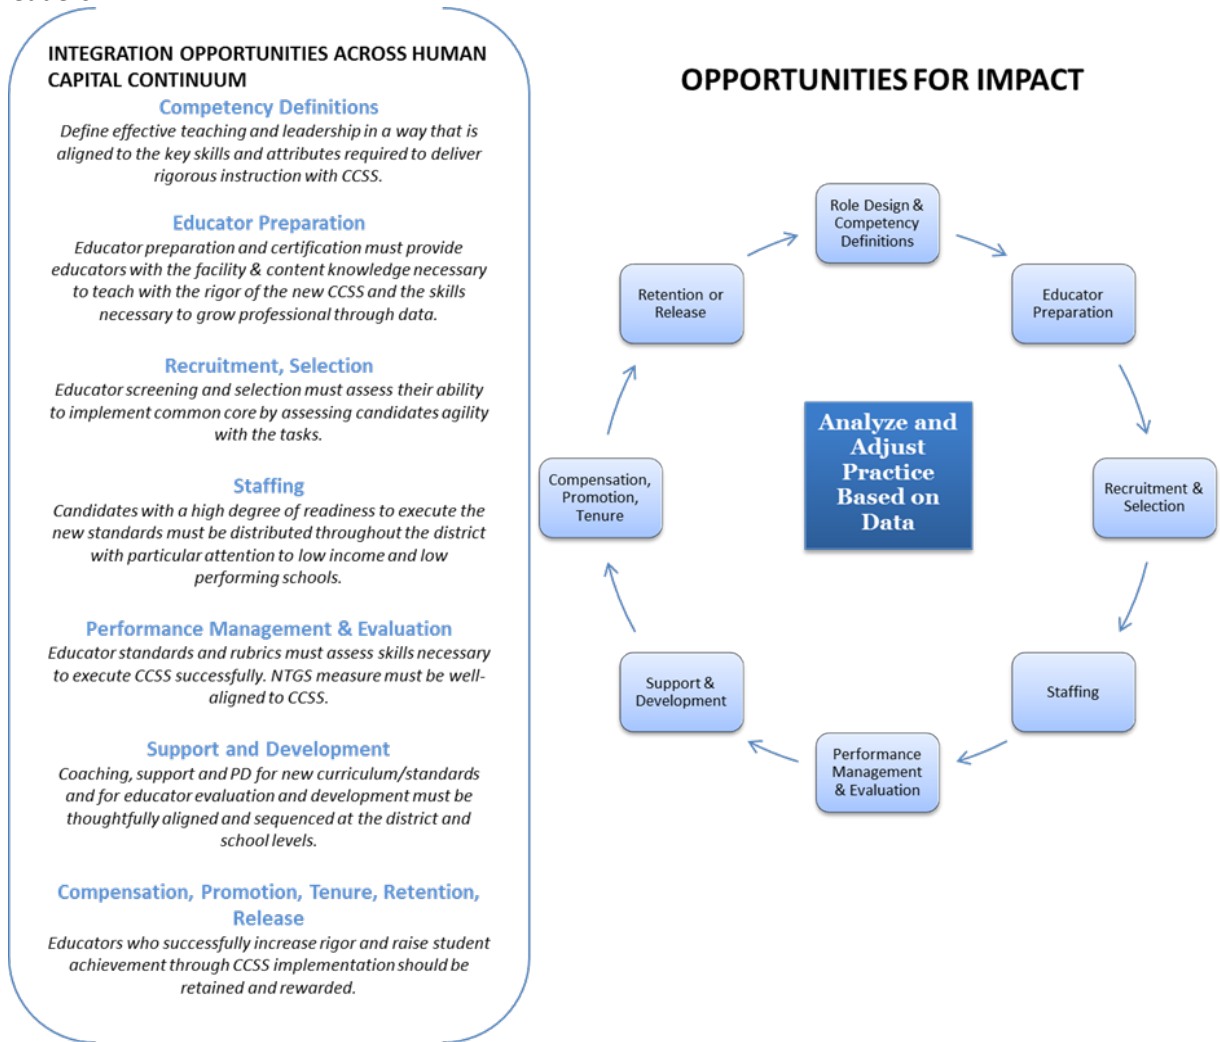 INTEGRATION OPPORTUNITIES ACROSS HUMAN
CAPITAL CONTINUUM
Competency Definitions
Define effective teaching and leadership in a way that is
aligned to the key skills and attributes required to deliver
rigorous instruction with CCSS.
Educator Preparation
Educator preparation and certification must provide
educators with the facility & content knowledge necessary
to teach with the rigor of the new CCSS and the skills
necessary to grow professional through data.
Recruitment, Selection
Educator screening and selection must assess their ability
to implement common core by assessing candidates agility
with the tasks.
Staffing
Candidates with a high degree of readiness to execute the
new standards must be distributed throughout the district
with particular attention to low income and low
performing schools.
Performance Management & Evaluation
Educator standards and rubrics must assess skills necessary
to execute CCSS successfully. NTGS measure must be well-
aligned to CCSS.
Support and Development
Coaching, support and PD for new curriculum/standards
and for educator evaluation and development must be
thoughtfully aligned and sequenced at the district and
school levels.
Compensation, Promotion, Tenure, Retention,
Release
Educators who successfully increase rigor and raise student
achievement through CCSS implementation should be
retained and rewarded.
OPPORTUNITIES FOR IMPACT
Role Design &
Competency
Definitions
Educator
Preparation
Recruitment &
Selection
Staffing
Performance
Management
& Evaluation
Support &
Development
Compensation,
Promotion,
Tenure
Retention or
Release
Analyze and
Adjust
Practice
Based on
Data